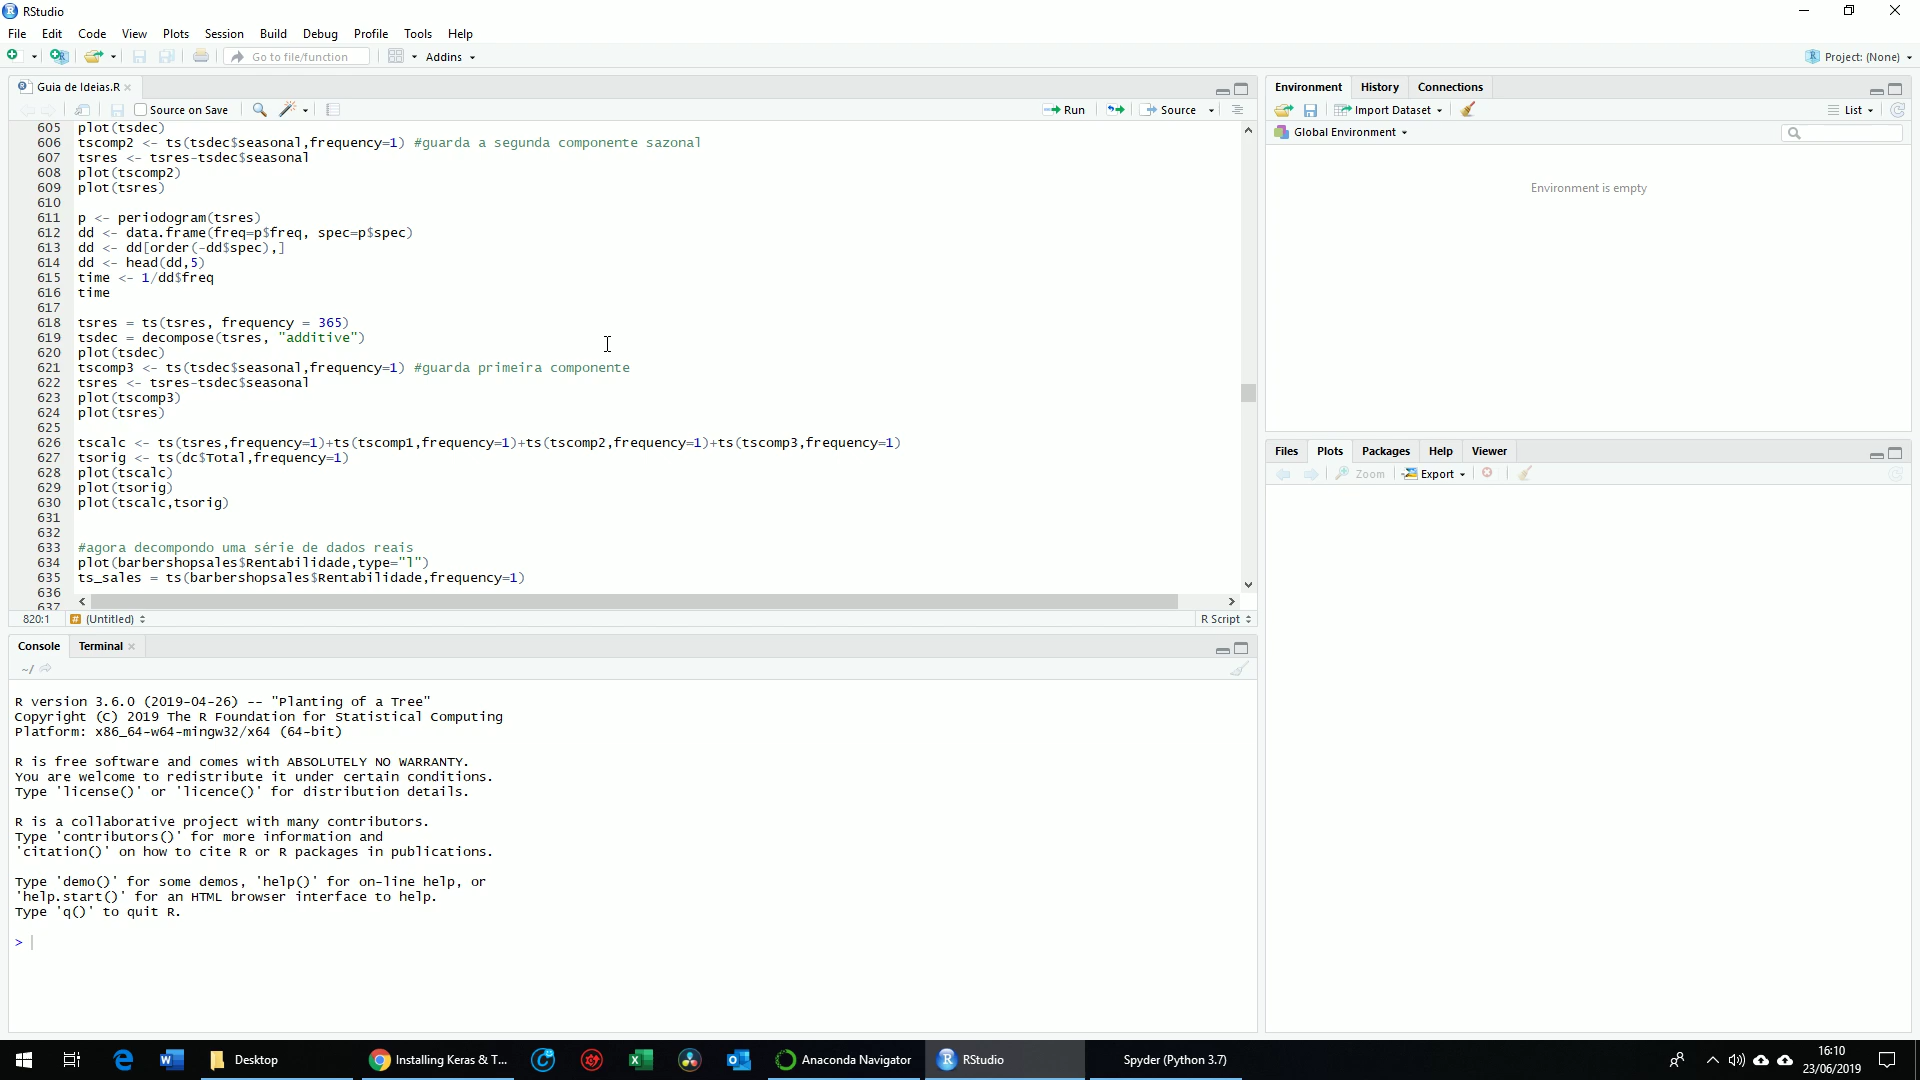 RStudio
File Edit Code View Plots Session Build Debug Profile Tools Help
Go to file/function Addins Project: (None)
Guia de Ideias.R
Source on Save Run Source
605 plot(tsdec)
606 tscomp2 <- ts(tsdec$seasonal,frequency=1) #guarda a segunda componente sazonal
607 tsres <- tsres-tsdec$seasonal
608 plot(tscomp2)
609 plot(tsres)
610
611 p <- periodogram(tsres)
612 dd <- data.frame(freq=p$freq, spec=p$spec)
613 dd <- dd[order(-dd$spec),]
614 dd <- head(dd,5)
615 time <- 1/dd$freq
616 time
617
618 tsres = ts(tsres, frequency = 365)
619 tsdec = decompose(tsres, "additive")
620 plot(tsdec)
621 tscomp3 <- ts(tsdec$seasonal,frequency=1) #guarda primeira componente
622 tsres <- tsres-tsdec$seasonal
623 plot(tscomp3)
624 plot(tsres)
625
626 tscalc <- ts(tsres,frequency=1)+ts(tscomp1,frequency=1)+ts(tscomp2,frequency=1)+ts(tscomp3,frequency=1)
627 tsorig <- ts(dc$Total,frequency=1)
628 plot(tscalc)
629 plot(tsorig)
630 plot(tscalc,tsorig)
631
632
633 #agora decompondo uma série de dados reais
634 plot(barbershopsales$Rentabilidade,type="l")
635 ts_sales = ts(barbershopsales$Rentabilidade,frequency=1)
636
637
820:1 # (Untitled) R Script
Console Terminal
~/
R version 3.6.0 (2019-04-26) -- "Planting of a Tree"
Copyright (C) 2019 The R Foundation for Statistical Computing
Platform: x86_64-w64-mingw32/x64 (64-bit)
R is free software and comes with ABSOLUTELY NO WARRANTY.
You are welcome to redistribute it under certain conditions.
Type 'license()' or 'licence()' for distribution details.
R is a collaborative project with many contributors.
Type 'contributors()' for more information and
'citation()' on how to cite R or R packages in publications.
Type 'demo()' for some demos, 'help()' for on-line help, or
'help.start()' for an HTML browser interface to help.
Type 'q()' to quit R.
>
Environment History Connections
Import Dataset List
Global Environment
Environment is empty
Files Plots Packages Help Viewer
Zoom Export
Desktop Installing Keras & T... Anaconda Navigator RStudio Spyder (Python 3.7)
16:10
23/06/2019